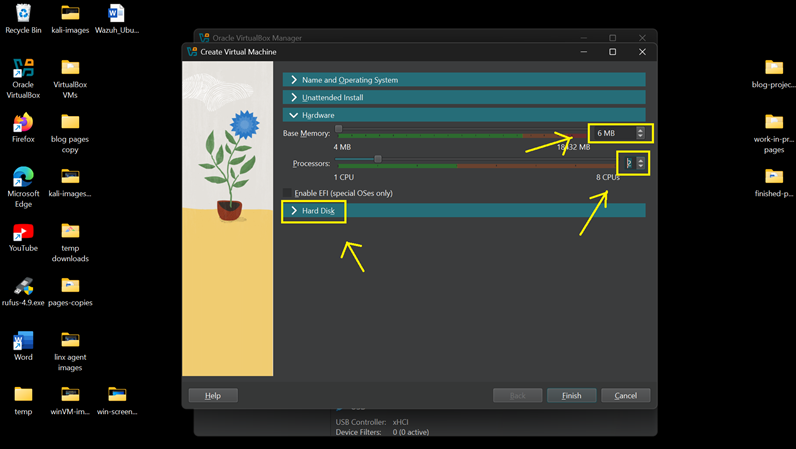 Recycle Bin
kali-images
Wazuh_Ubu...
Oracle VirtualBox
VirtualBox VMs
Firefox
blog pages copy
Microsoft Edge
kali-images...
YouTube
temp downloads
rufus-4.9.exe
pages-copies
Word
linx agent images
temp
winVM-im...
win-screen...
Oracle VirtualBox Manager
Create Virtual Machine
Name and Operating System
Unattended Install
Hardware
Base Memory:
6 MB
4 MB
Processors:
1 CPU
8 CPUs
Enable EFI (special OSes only)
Hard Disk
Help
Back
Finish
Cancel
USB Controller: xHCI
Device Filters: 0 (0 active)
blog-projec...
work-in-pr... pages
finished-p...